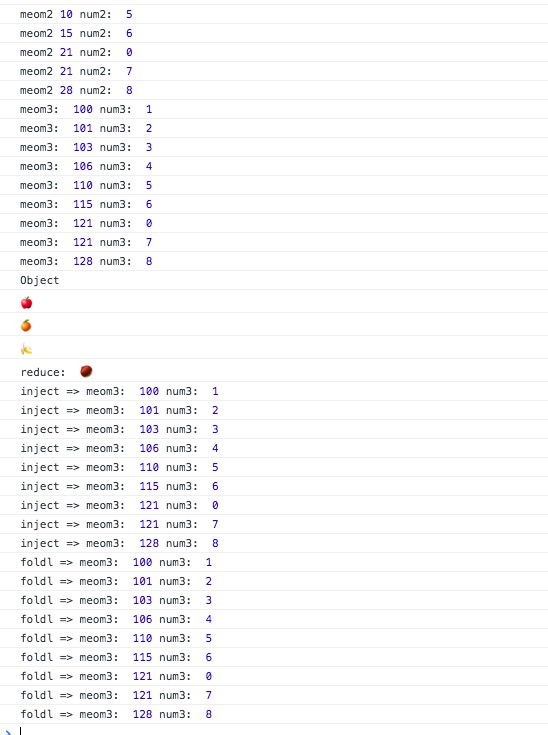 meom2 10 num2:  5
meom2 15 num2:  6
meom2 21 num2:  0
meom2 21 num2:  7
meom2 28 num2:  8
meom3:  100 num3:  1
meom3:  101 num3:  2
meom3:  103 num3:  3
meom3:  106 num3:  4
meom3:  110 num3:  5
meom3:  115 num3:  6
meom3:  121 num3:  0
meom3:  121 num3:  7
meom3:  128 num3:  8
Object
🍎
🍊
🍌
reduce:  🌰
inject => meom3:  100 num3:  1
inject => meom3:  101 num3:  2
inject => meom3:  103 num3:  3
inject => meom3:  106 num3:  4
inject => meom3:  110 num3:  5
inject => meom3:  115 num3:  6
inject => meom3:  121 num3:  0
inject => meom3:  121 num3:  7
inject => meom3:  128 num3:  8
foldl => meom3:  100 num3:  1
foldl => meom3:  101 num3:  2
foldl => meom3:  103 num3:  3
foldl => meom3:  106 num3:  4
foldl => meom3:  110 num3:  5
foldl => meom3:  115 num3:  6
foldl => meom3:  121 num3:  0
foldl => meom3:  121 num3:  7
foldl => meom3:  128 num3:  8